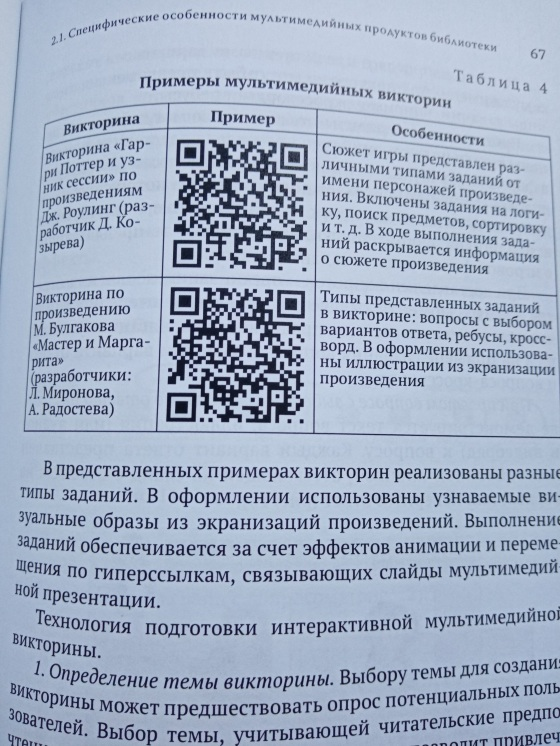 2.1. Специфические особенности мультимедийных продуктов библиотеки
67
Таблица 4
Примеры мультимедийных викторин
Викторина
Пример
Особенности
Викторина «Гар-
ри Поттер и уз-
ник сессии» по
произведениям
Дж. Роулинг (раз-
работчик Д. Ко-
зырева)
Сюжет игры представлен раз-
личными типами заданий от
имени персонажей произведе-
ния. Включены задания на логи-
ку, поиск предметов, сортировку
и т. д. В ходе выполнения зада-
ний раскрывается информация
о сюжете произведения
Викторина по
произведению
М. Булгакова
«Мастер и Марга-
рита»
(разработчики:
Л. Миронова,
А. Радостева)
Типы представленных заданий
в викторине: вопросы с выбором
вариантов ответа, ребусы, кросс-
ворд. В оформлении использова-
ны иллюстрации из экранизации
произведения
В представленных примерах викторин реализованы разные
типы заданий. В оформлении использованы узнаваемые ви-
зуальные образы из экранизаций произведений. Выполнение
заданий обеспечивается за счет эффектов анимации и переме-
щения по гиперссылкам, связывающих слайды мультимедий-
ной презентации.
Технология подготовки интерактивной мультимедийной
викторины.
1. Определение темы викторины. Выбору темы для создания
викторины может предшествовать опрос потенциальных поль-
зователей. Выбор темы, учитывающей читательские предпо-
привлеч